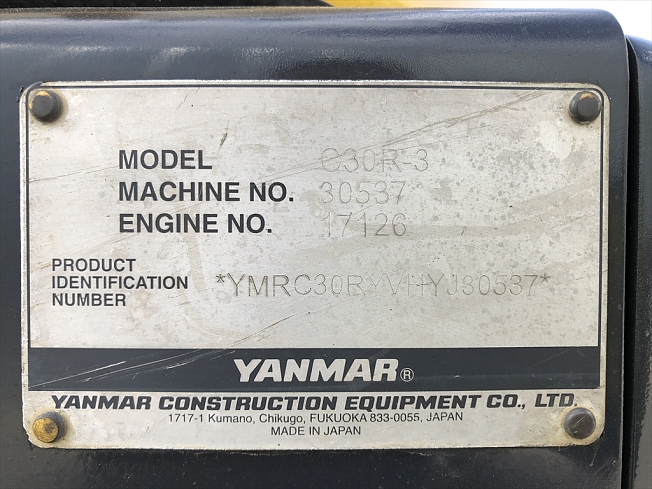 MODEL C30R-3
MACHINE NO. 30537
ENGINE NO. 17126
PRODUCT
IDENTIFICATION
NUMBER
*YMRC30RYVHYJ30537*
YANMAR®
YANMAR CONSTRUCTION EQUIPMENT CO., LTD.
1717-1 Kumano, Chikugo, FUKUOKA 833-0055, JAPAN
MADE IN JAPAN